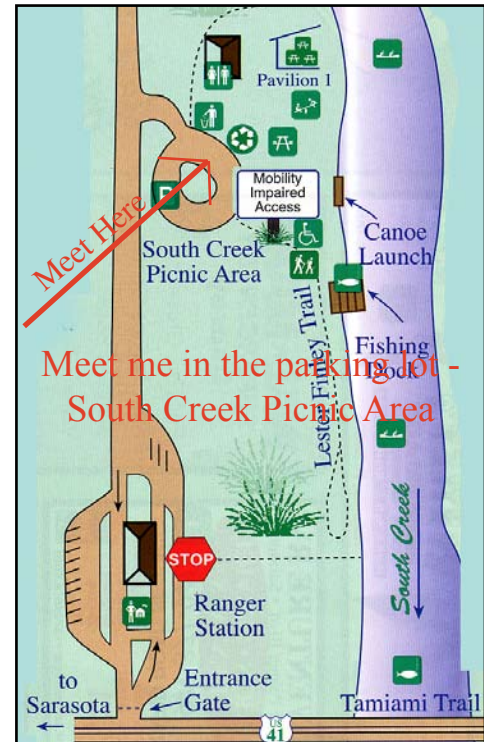 Pavilion 1
P
Mobility
Impaired
Access
Meet Here
South Creek
Picnic Area
Canoe
Launch
Lester Finley Trail
Fishing
Dock
Meet me in the parking lot -
South Creek Picnic Area
STOP
South Creek
Ranger
Station
to
Sarasota
Entrance
Gate
Tamiami Trail
US
41